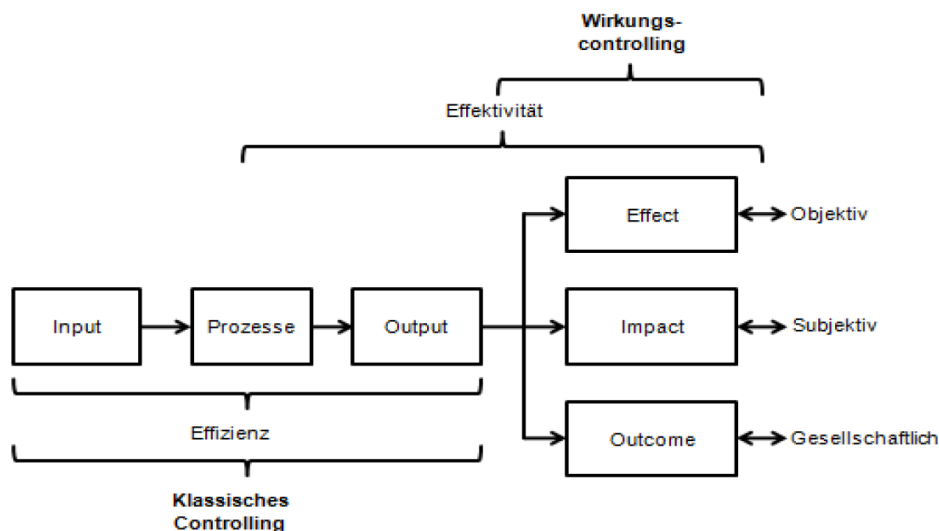 Wirkungs-
controlling
Effektivität
Effect
Objektiv
Input
Prozesse
Output
Impact
Subjektiv
Effizienz
Outcome
Gesellschaftlich
Klassisches
Controlling